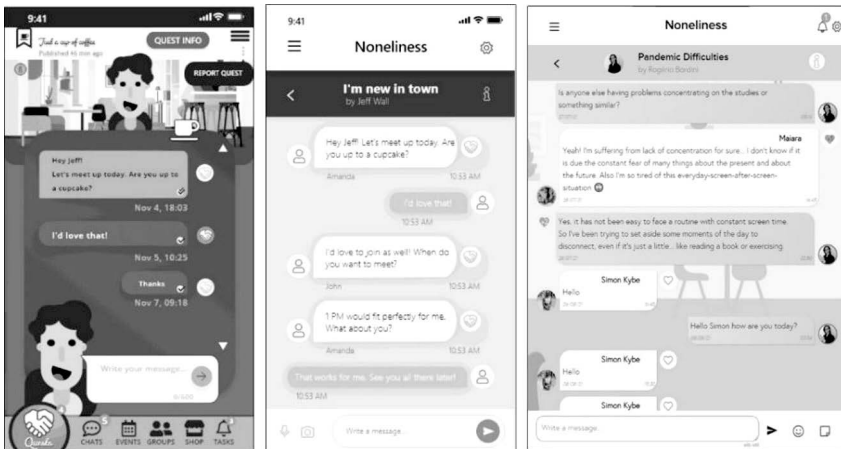 9:41
Find a cup of coffee
Published 46 min ago
QUEST INFO
REPORT QUEST
Hey Jeff!
Let's meet up today. Are you up to
a cupcake?
Nov 4, 18:03
I'd love that!
Nov 5, 10:25
Thanks
Nov 7, 09:18
Write your message...
Quests
CHATS
5
EVENTS
GROUPS
SHOP
TASKS
9:41
Noneliness
I'm new in town
by Jeff Wall
Hey Jeff! Let's meet up today. Are
you up to a cupcake?
Amanda
10:53 AM
I'd love that!
10:53 AM
I'd love to join as well! When do
you want to meet?
John
10:53 AM
1 PM would fit perfectly for me.
What about you?
Amanda
10:53 AM
That works for me. See you all there later!
10:53 AM
Write a message
Noneliness
Pandemic Difficulties
by Rogério Bordini
Is anyone else having problems concentrating on the studies or
something similar?
Maiara
Yeah! I'm suffering from lack of concentration for sure... I don't know if it
is due the constant fear of many things about the present and about
the future. Also I'm so tired of this everyday-screen-after-screen-
situation
Yes, it has not been easy to face a routine with constant screen time.
So I've been trying to set aside some moments of the day to
disconnect, even if it's just a little... like reading a book or exercising.
Simon Kybe
Hello
Hello Simon how are you today?
Simon Kybe
Hello
Simon Kybe
Write a message